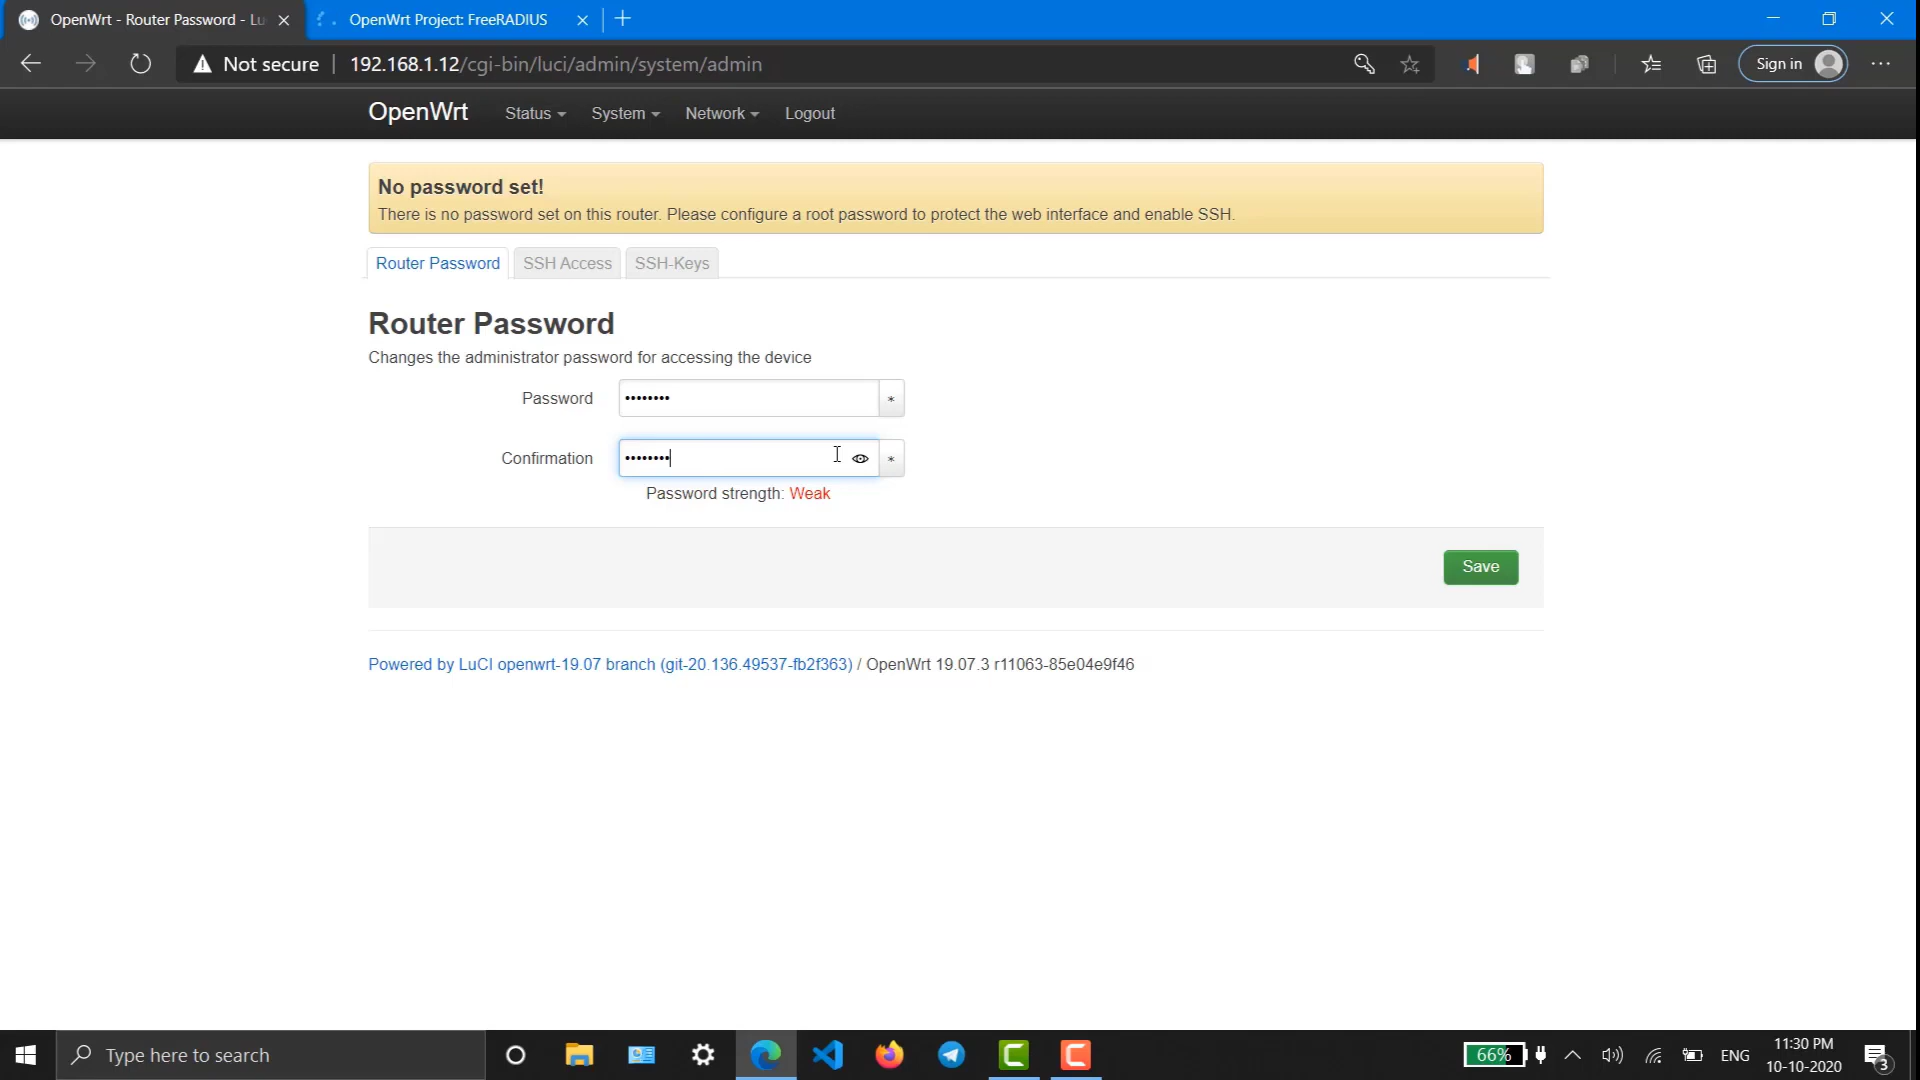 OpenWrt - Router Password - Lu
OpenWrt Project: FreeRADIUS
Not secure
192.168.1.12/cgi-bin/luci/admin/system/admin
Sign in
OpenWrt
Status
System
Network
Logout
No password set!
There is no password set on this router. Please configure a root password to protect the web interface and enable SSH.
Router Password
SSH Access
SSH-Keys
Router Password
Changes the administrator password for accessing the device
Password
••••••••
*
Confirmation
••••••••
*
Password strength: Weak
Save
Powered by LuCI openwrt-19.07 branch (git-20.136.49537-fb2f363) / OpenWrt 19.07.3 r11063-85e04e9f46
Type here to search
66%
ENG
11:30 PM
10-10-2020
3